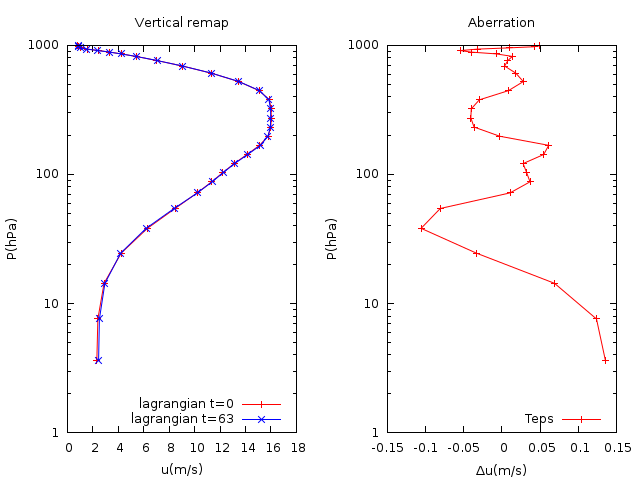 Vertical remap
1000
100
10
1
P(hPa)
lagrangian t=0
lagrangian t=63
0 2 4 6 8 10 12 14 16 18
u(m/s)
Aberration
1000
100
10
1
P(hPa)
Teps
-0.15 -0.1 -0.05 0 0.05 0.1 0.15
Δu(m/s)